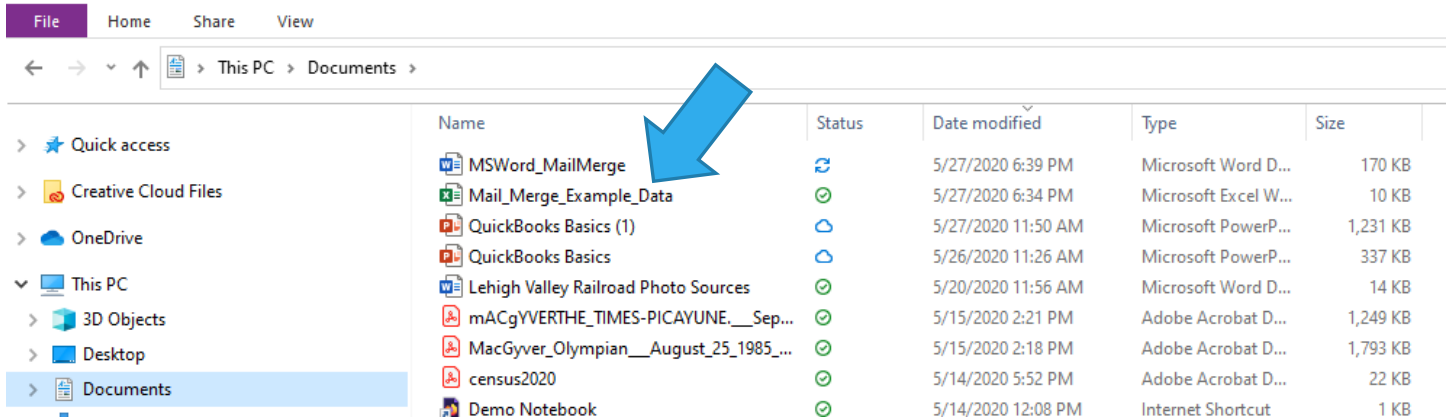 File Home Share View
This PC > Documents >
Name Status Date modified Type Size
Quick access
MSWord_MailMerge 5/27/2020 6:39 PM Microsoft Word D... 170 KB
Creative Cloud Files
Mail_Merge_Example_Data 5/27/2020 6:34 PM Microsoft Excel W... 10 KB
QuickBooks Basics (1) 5/27/2020 11:50 AM Microsoft PowerP... 1,231 KB
OneDrive
QuickBooks Basics 5/26/2020 11:26 AM Microsoft PowerP... 337 KB
This PC
Lehigh Valley Railroad Photo Sources 5/20/2020 11:56 AM Microsoft Word D... 14 KB
3D Objects
mACgYVERTHE_TIMES-PICAYUNE.__Sep... 5/15/2020 2:21 PM Adobe Acrobat D... 1,249 KB
Desktop
MacGyver_Olympian__August_25_1985_... 5/15/2020 2:18 PM Adobe Acrobat D... 1,793 KB
Documents
census2020 5/14/2020 5:52 PM Adobe Acrobat D... 22 KB
Demo Notebook 5/14/2020 12:08 PM Internet Shortcut 1 KB